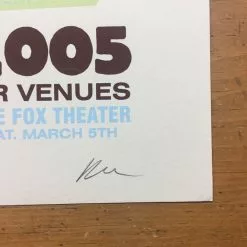 .005
R VENUES
E FOX THEATER
AT. MARCH 5TH